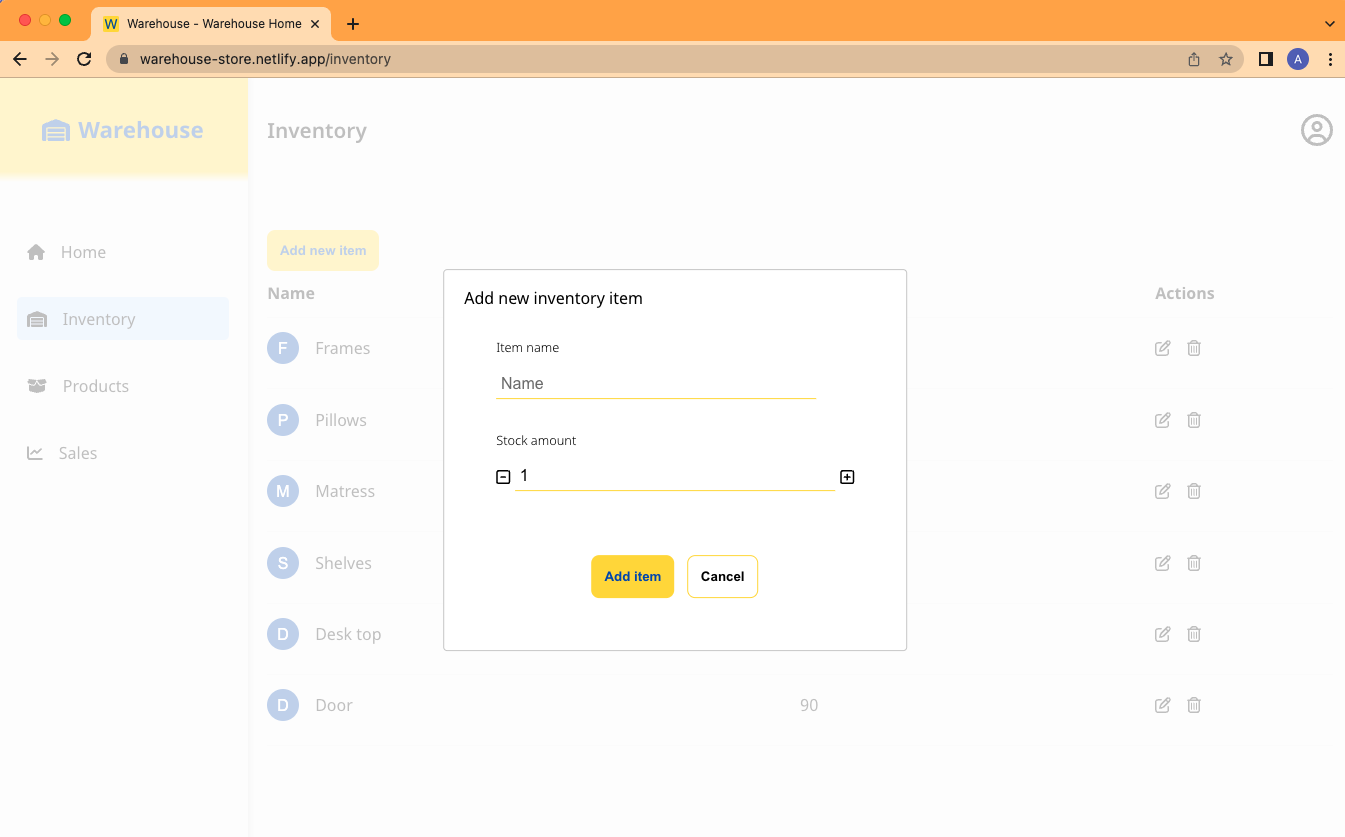 W Warehouse - Warehouse Home
warehouse-store.netlify.app/inventory
A
Warehouse
Inventory
Home
Inventory
Products
Sales
Add new item
Name
Actions
F Frames
P Pillows
M Matress
S Shelves
D Desk top
D Door
90
Add new inventory item
Item name
Name
Stock amount
1
Add item
Cancel